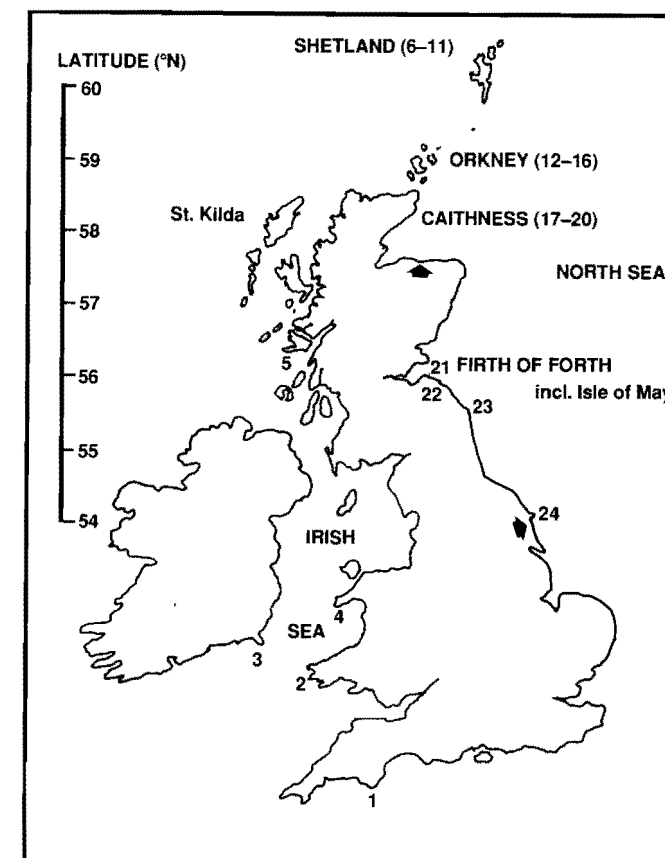 SHETLAND (6–11)
LATITUDE (°N)
60
59
ORKNEY (12–16)
St. Kilda
58
CAITHNESS (17–20)
NORTH SEA
57
5
21 FIRTH OF FORTH
56
22
incl. Isle of May
23
55
54
24
IRISH
4
SEA
3
2
1